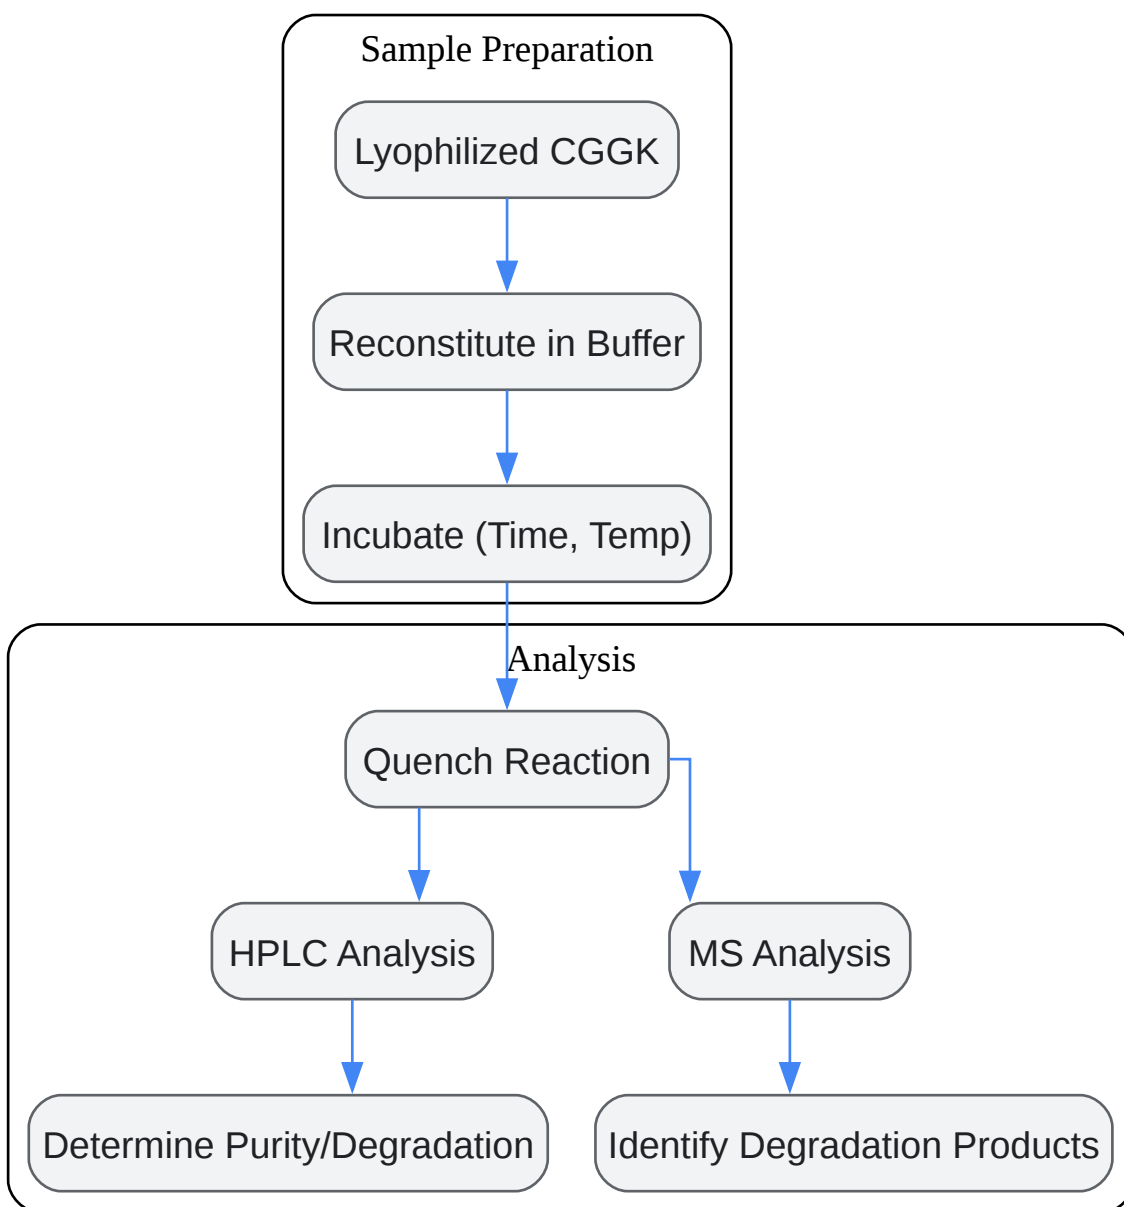 Sample Preparation
Lyophilized CGGK
Reconstitute in Buffer
Incubate (Time, Temp)
Analysis
Quench Reaction
HPLC Analysis
MS Analysis
Determine Purity/Degradation
Identify Degradation Products